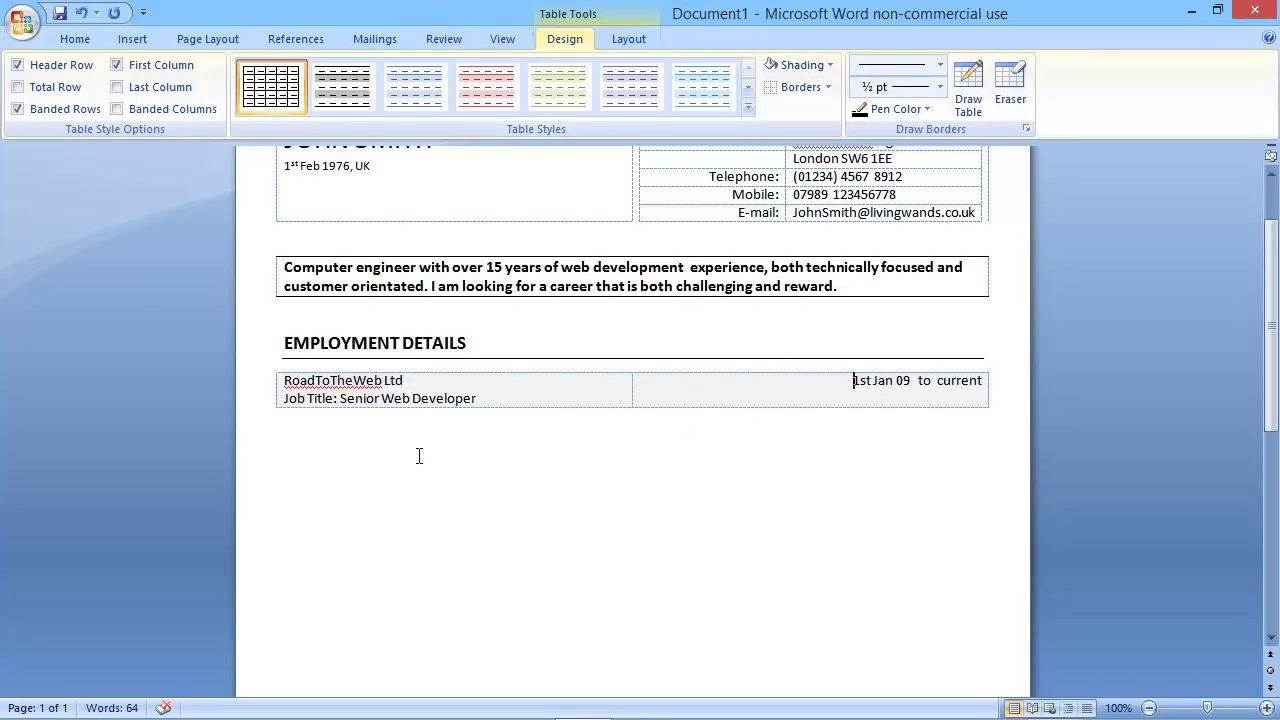 Table Tools
Document1 - Microsoft Word non-commercial use
Home Insert Page Layout References Mailings Review View Design Layout
Header Row First Column
Total Row Last Column
Banded Rows Banded Columns
Table Style Options
Table Styles
Shading
Borders
½ pt
Pen Color
Draw Table
Eraser
Draw Borders
JOHN SMITH
1st Feb 1976, UK
London SW6 1EE
Telephone: (01234) 4567 8912
Mobile: 07989 123456778
E-mail: JohnSmith@livingwands.co.uk
Computer engineer with over 15 years of web development experience, both technically focused and
customer orientated. I am looking for a career that is both challenging and reward.
EMPLOYMENT DETAILS
RoadToTheWeb Ltd 1st Jan 09 to current
Job Title: Senior Web Developer
Page: 1 of 1 Words: 64 100%